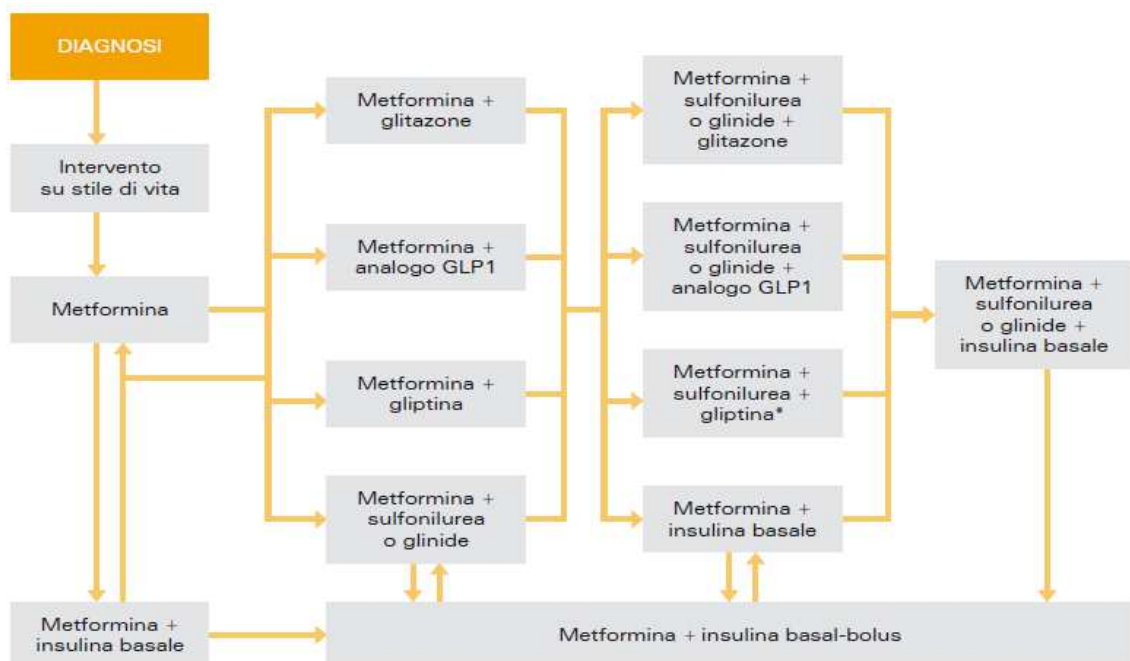 DIAGNOSI
Intervento
su stile di vita
Metformina
Metformina +
insulina basale
Metformina +
glitazone
Metformina +
analogo GLP1
Metformina +
gliptina
Metformina +
sulfonilurea
o glinide
Metformina +
sulfonilurea
o glinide +
glitazone
Metformina +
sulfonilurea
o glinide +
analogo GLP1
Metformina +
sulfonilurea +
gliptina*
Metformina +
insulina basale
Metformina +
sulfonilurea
o glinide +
insulina basale
Metformina + insulina basal-bolus